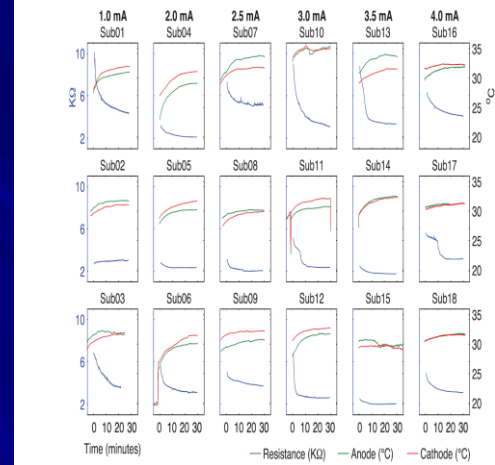 1.0 mA 2.0 mA 2.5 mA 3.0 mA 3.5 mA 4.0 mA
Sub01 Sub04 Sub07 Sub10 Sub13 Sub16
10 6 2
KΩ
35 30 25 20
°C
Sub02 Sub05 Sub08 Sub11 Sub14 Sub17
10 6 2
35 30 25 20
Sub03 Sub06 Sub09 Sub12 Sub15 Sub18
10 6 2
35 30 25 20
0 10 20 30 0 10 20 30 0 10 20 30 0 10 20 30 0 10 20 30 0 10 20 30
Time (minutes)
Resistance (KΩ) Anode (°C) Cathode (°C)